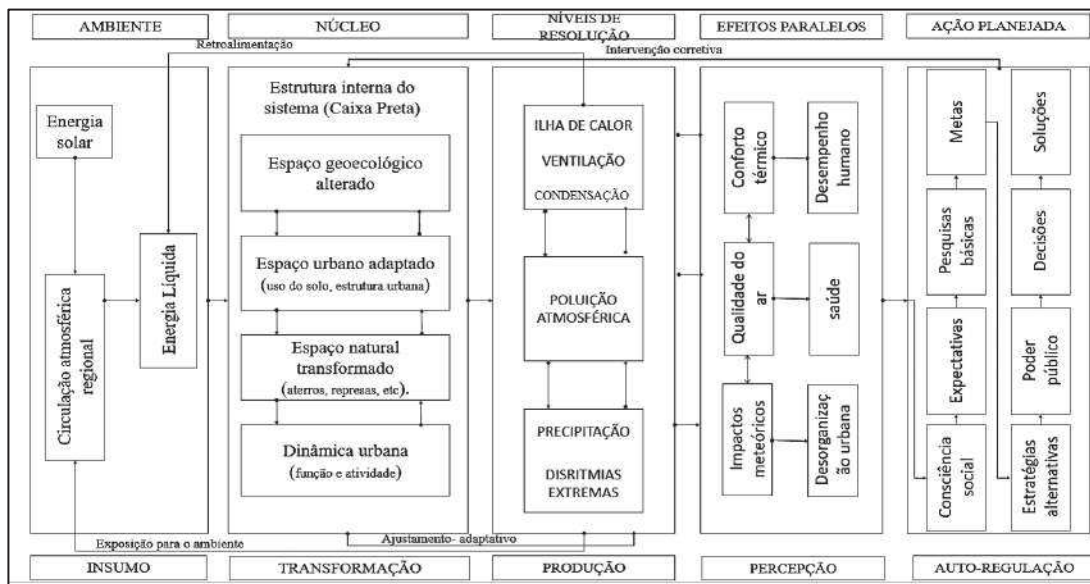 AMBIENTE
NÚCLEO
NÍVEIS DE
RESOLUÇÃO
EFEITOS PARALELOS
AÇÃO PLANEJADA
Retroalimentação
Intervenção corretiva
Energia
solar
Circulação atmosférica
regional
Energia Líquida
Estrutura interna do
sistema (Caixa Preta)
Espaço geoecológico
alterado
Espaço urbano adaptado
(uso do solo, estrutura urbana)
Espaço natural
transformado
(aterros, represas, etc).
Dinâmica urbana
(função e atividade)
ILHA DE CALOR
VENTILAÇÃO
CONDENSAÇÃO
POLUIÇÃO
ATMOSFÉRICA
PRECIPITAÇÃO
DISRITMIAS
EXTREMAS
Conforto
térmico
Desempenho
humano
Qualidade do
ar
saúde
Impactos
meteóricos
Desorganizaç
ão urbana
Metas
Pesquisas
básicas
Expectativas
Consciência
social
Soluções
Decisões
Poder
público
Estratégias
alternativas
Exposição para o ambiente
Ajustamento- adaptativo
INSUMO
TRANSFORMAÇÃO
PRODUÇÃO
PERCEPÇÃO
AUTO-REGULAÇÃO